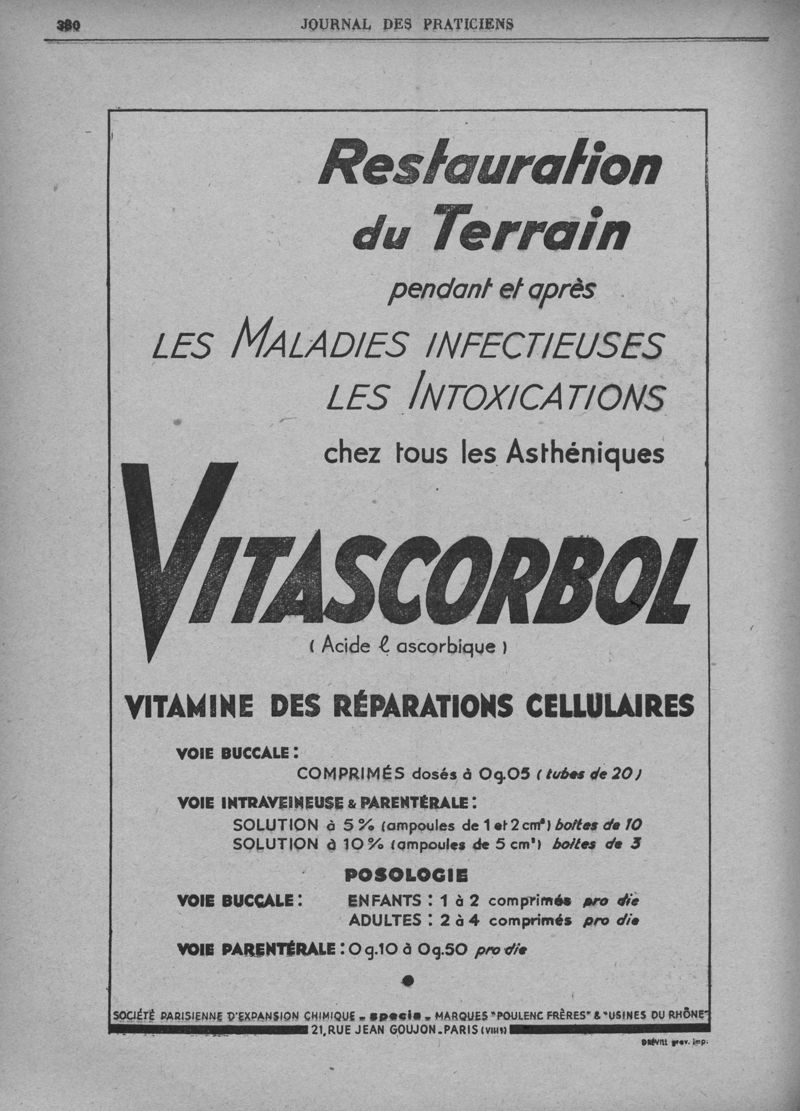 380
JOURNAL DES PRATICIENS
Restauration
du Terrain
pendant et après
LES MALADIES INFECTIEUSES
LES INTOXICATIONS
chez tous les Asthéniques
VITASCORBOL
( Acide l ascorbique )
VITAMINE DES RÉPARATIONS CELLULAIRES
VOIE BUCCALE :
COMPRIMÉS dosés à 0g.05 ( tubes de 20 )
VOIE INTRAVEINEUSE & PARENTÉRALE :
SOLUTION à 5 % (ampoules de 1 et 2 cm³) boîtes de 10
SOLUTION à 10 % (ampoules de 5 cm³) boîtes de 3
POSOLOGIE
VOIE BUCCALE : ENFANTS : 1 à 2 comprimés pro die
ADULTES : 2 à 4 comprimés pro die
VOIE PARENTÉRALE : 0g.10 à 0g.50 pro die
SOCIÉTÉ PARISIENNE D'EXPANSION CHIMIQUE - specia - MARQUES "POULENC FRÈRES" & "USINES DU RHÔNE"
21, RUE JEAN GOUJON - PARIS (VIIIe)
DRÉVILL grav. imp.